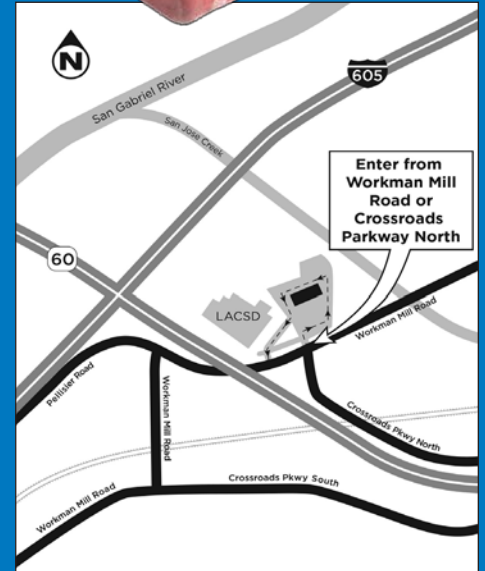 N
San Gabriel River
605
San Jose Creek
Enter from
Workman Mill
Road or
Crossroads
Parkway North
60
LACSD
Workman Mill Road
Pellisier Road
Workman Mill Road
Crossroads Pkwy North
Crossroads Pkwy South
Workman Mill Road